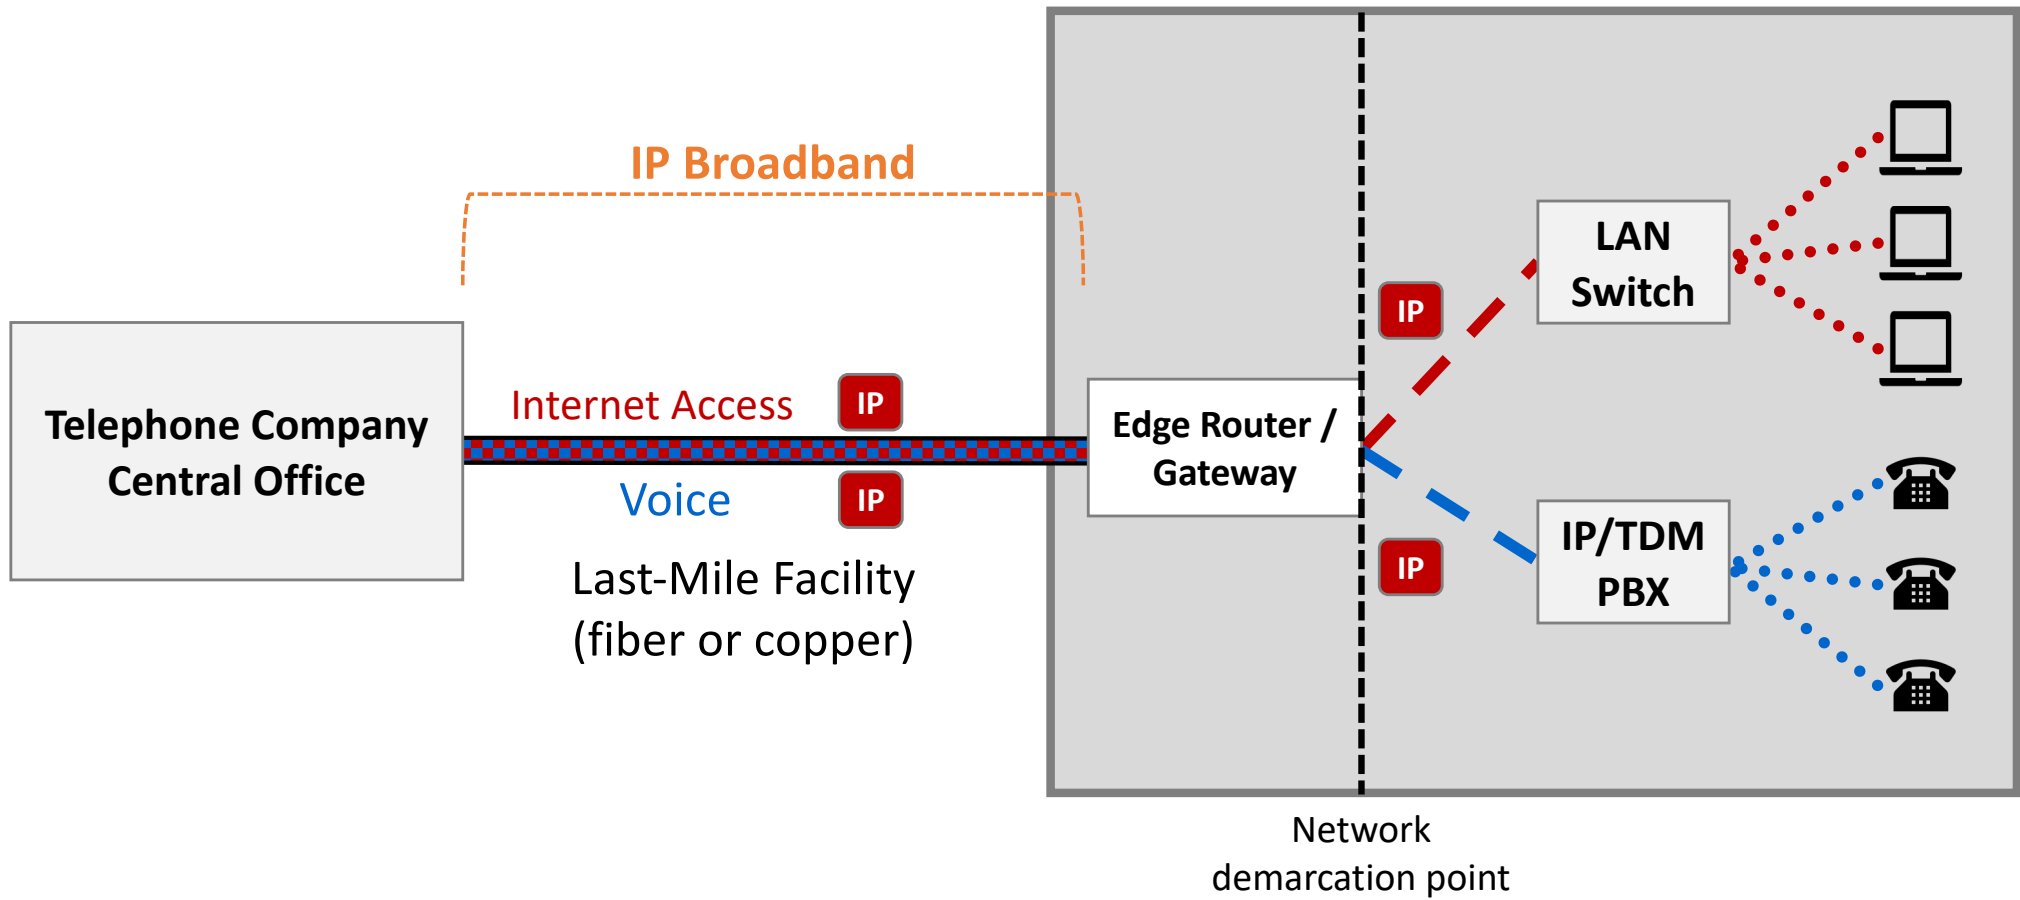 IP Broadband
Telephone Company
Central Office
Internet Access
IP
Voice
IP
Last-Mile Facility
(fiber or copper)
Edge Router /
Gateway
IP
IP
LAN
Switch
IP/TDM
PBX
Network
demarcation point